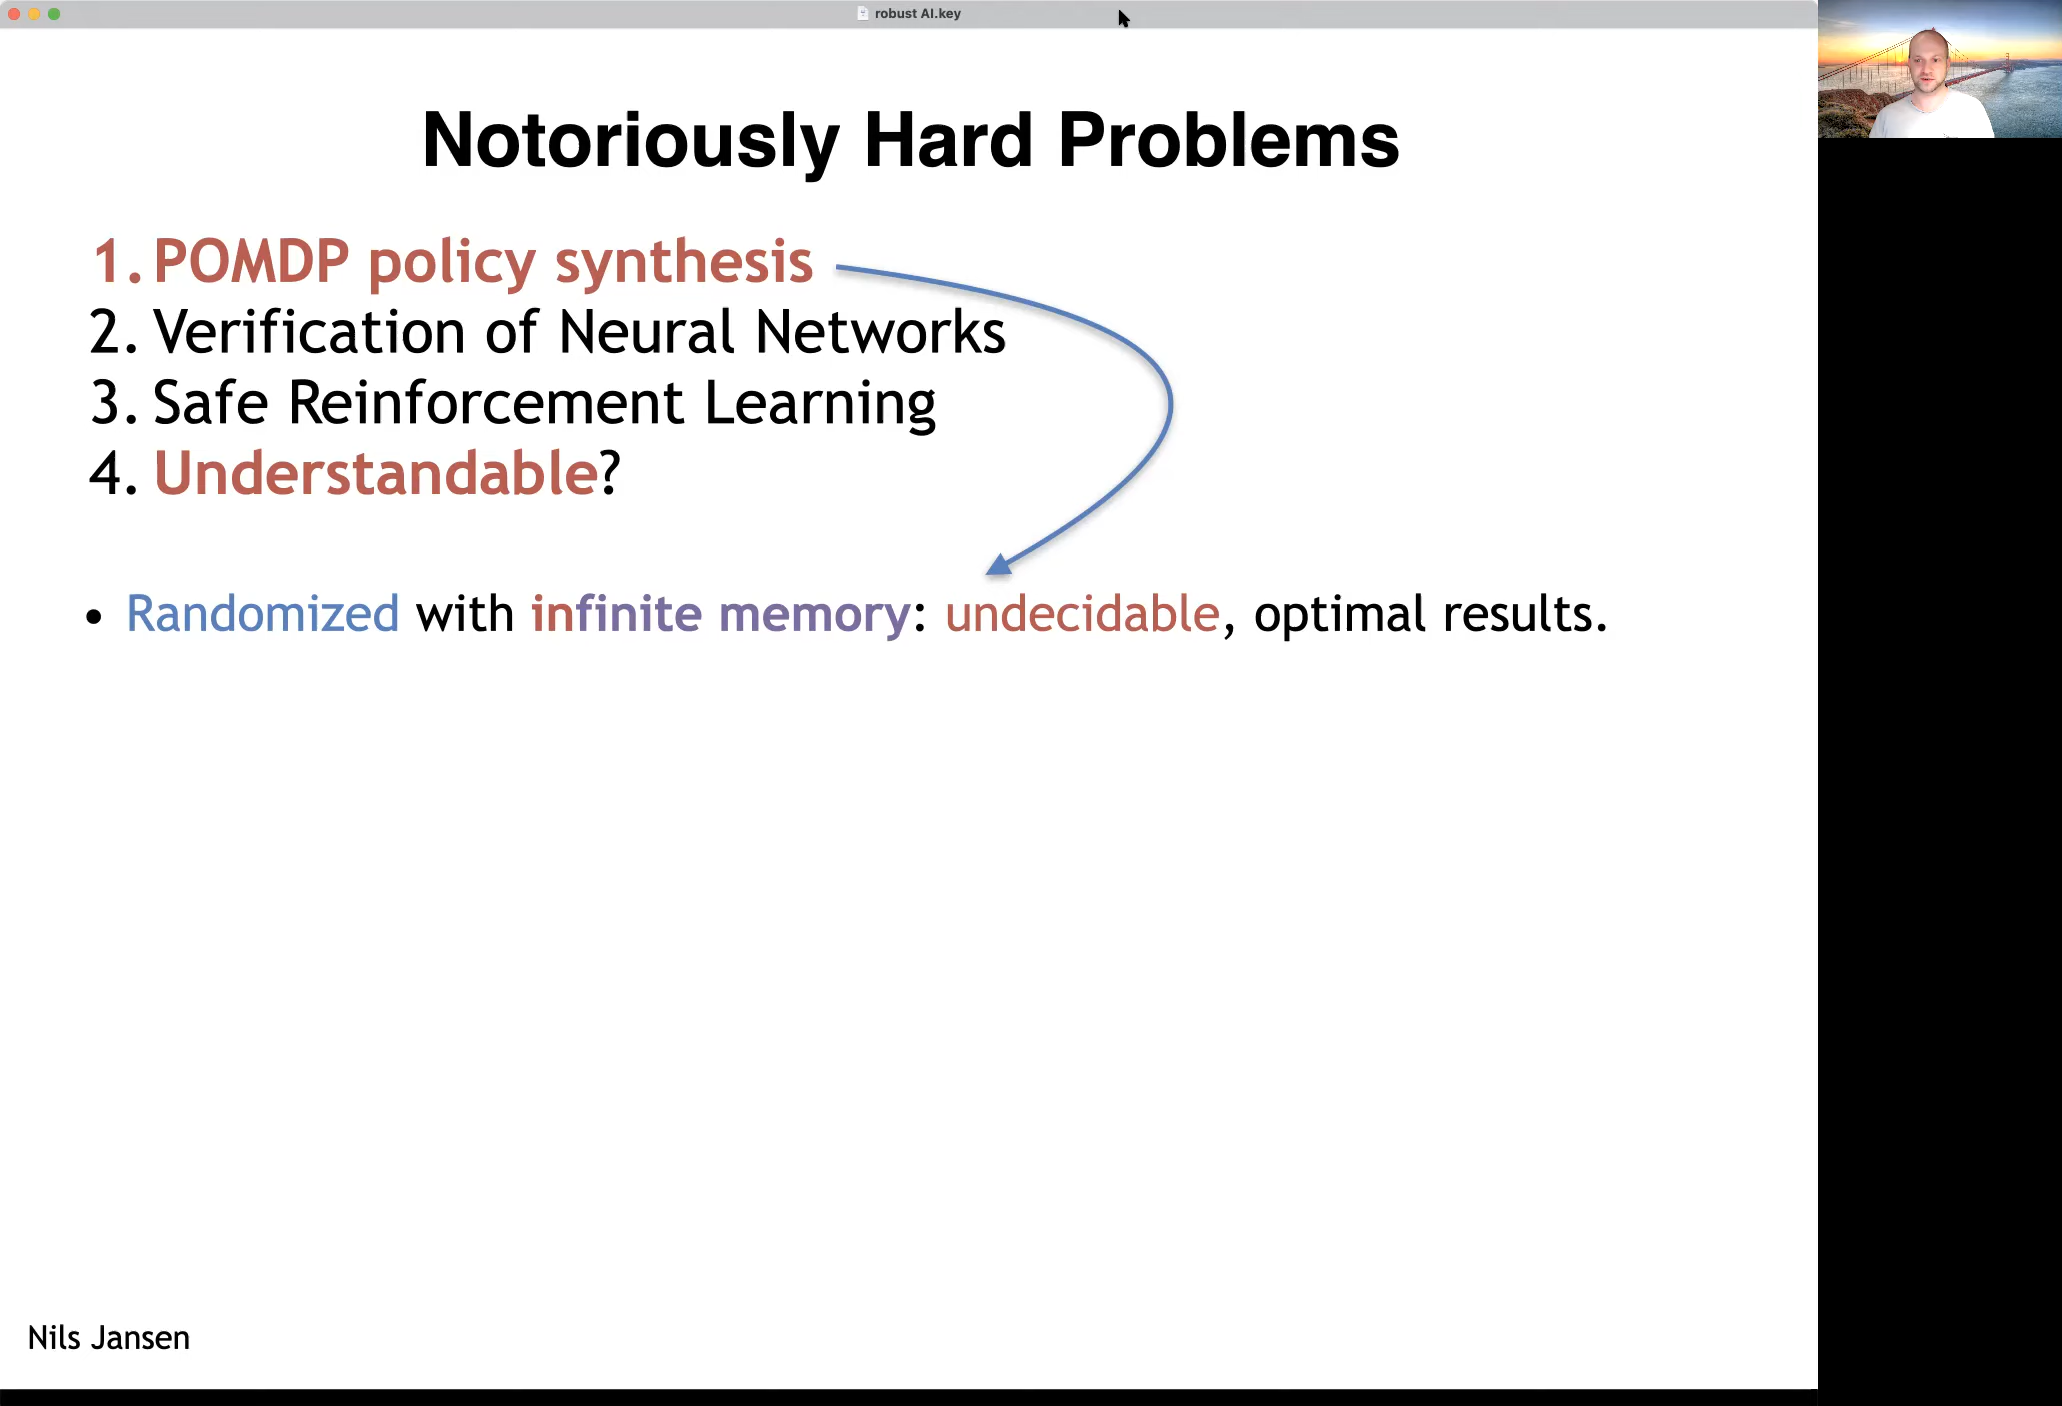 robust AI.key
Notoriously Hard Problems
1. POMDP policy synthesis
2. Verification of Neural Networks
3. Safe Reinforcement Learning
4. Understandable?
• Randomized with infinite memory: undecidable, optimal results.
Nils Jansen